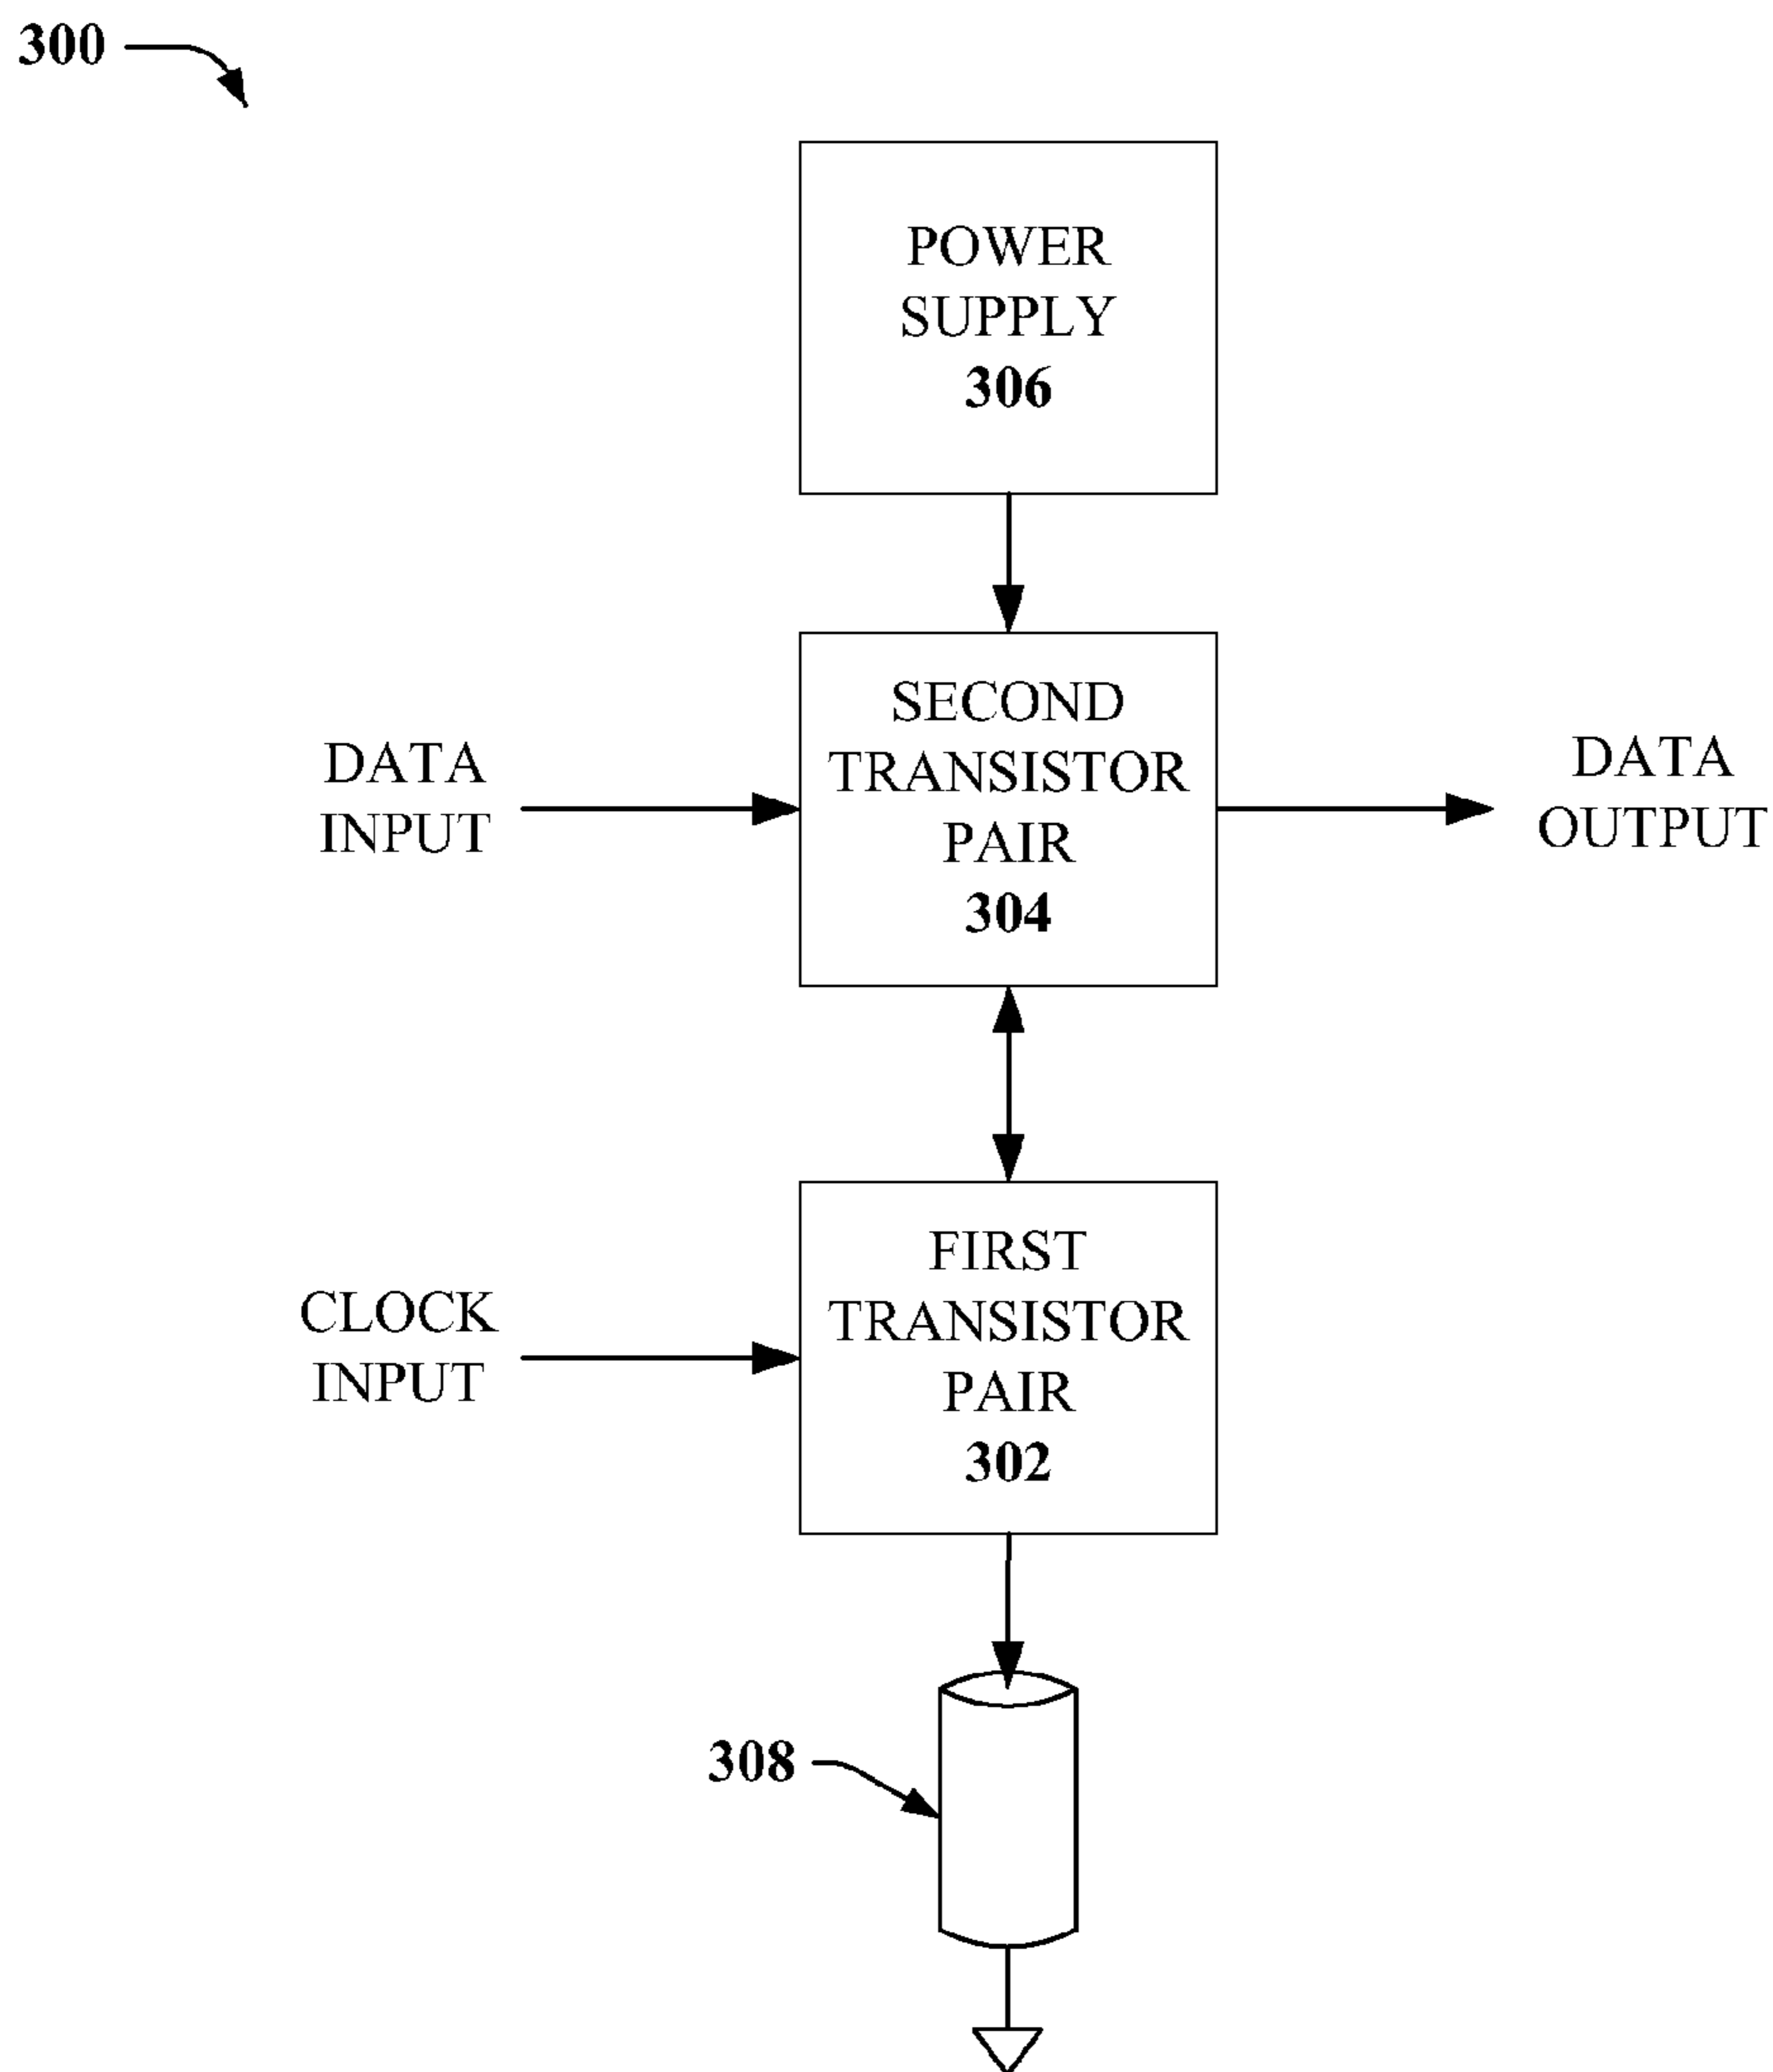 300
POWER
SUPPLY
306
SECOND
TRANSISTOR
PAIR
304
DATA
INPUT
DATA
OUTPUT
FIRST
TRANSISTOR
PAIR
302
CLOCK
INPUT
308